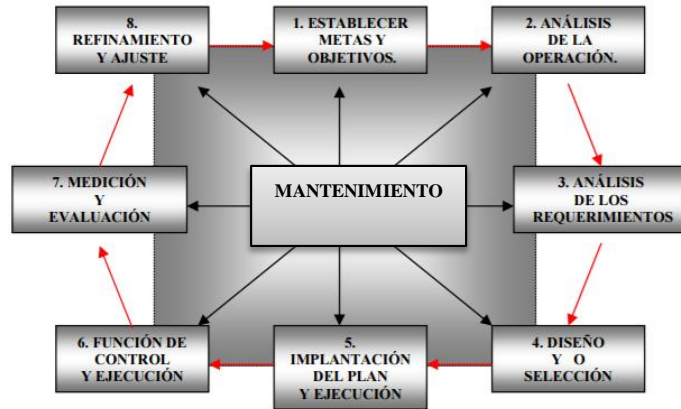 8.
REFINAMIENTO
Y AJUSTE
1. ESTABLECER
METAS Y
OBJETIVOS.
2. ANÁLISIS
DE LA
OPERACIÓN.
7. MEDICIÓN
Y
EVALUACIÓN
MANTENIMIENTO
3. ANÁLISIS
DE LOS
REQUERIMIENTOS
6. FUNCIÓN DE
CONTROL
Y EJECUCIÓN
5.
IMPLANTACIÓN
DEL PLAN
Y EJECUCIÓN
4. DISEÑO
Y O
SELECCIÓN